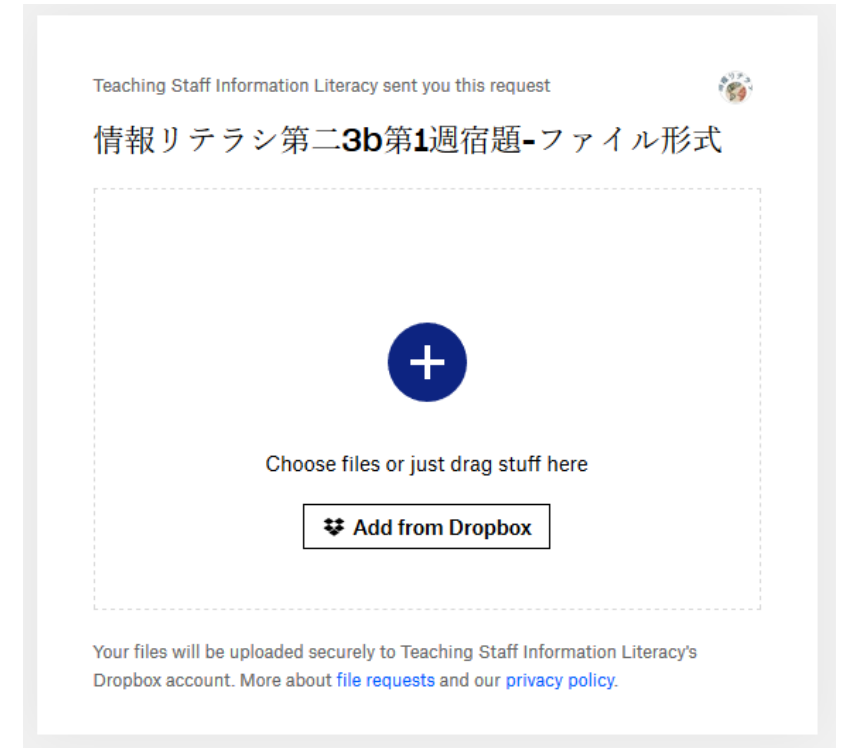 Teaching Staff Information Literacy sent you this request
情報リテラシ第二3b第1週宿題-ファイル形式
Choose files or just drag stuff here
Add from Dropbox
Your files will be uploaded securely to Teaching Staff Information Literacy's
Dropbox account. More about file requests and our privacy policy.